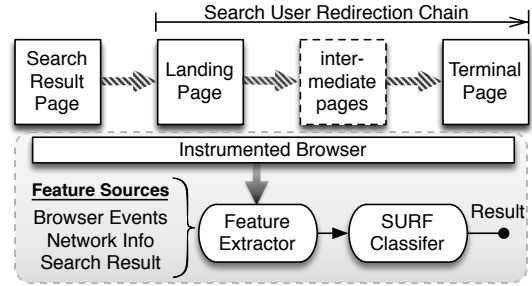 Search User Redirection Chain
Search
Result
Page
Landing
Page
inter-
mediate
pages
Terminal
Page
Instrumented Browser
Feature Sources
Browser Events
Network Info
Search Result
Feature
Extractor
SURF
Classifer
Result